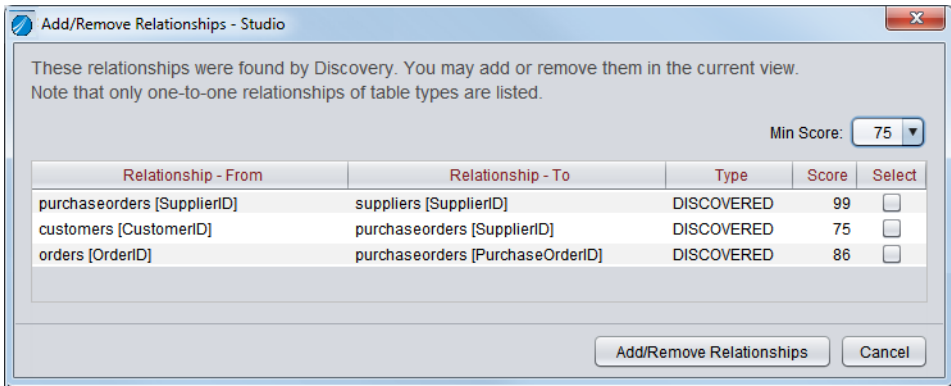 Add/Remove Relationships - Studio
These relationships were found by Discovery. You may add or remove them in the current view.
Note that only one-to-one relationships of table types are listed.
Min Score: 75
Relationship - From Relationship - To Type Score Select
purchaseorders [SupplierID] suppliers [SupplierID] DISCOVERED 99
customers [CustomerID] purchaseorders [SupplierID] DISCOVERED 75
orders [OrderID] purchaseorders [PurchaseOrderID] DISCOVERED 86
Add/Remove Relationships Cancel